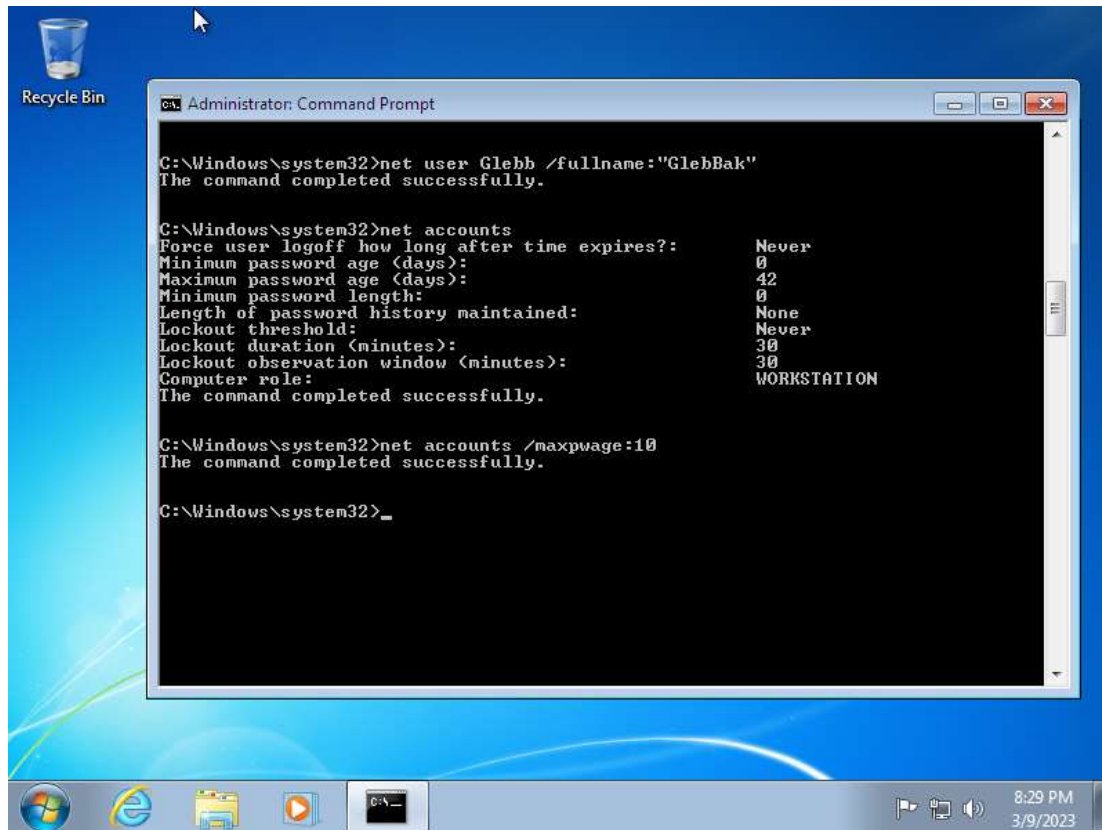 Recycle Bin
Administrator: Command Prompt
C:\Windows\system32>net user Glebb /fullname:"GlebBak"
The command completed successfully.
C:\Windows\system32>net accounts
Force user logoff how long after time expires?: Never
Minimum password age (days): 0
Maximum password age (days): 42
Minimum password length: 0
Length of password history maintained: None
Lockout threshold: Never
Lockout duration (minutes): 30
Lockout observation window (minutes): 30
Computer role: WORKSTATION
The command completed successfully.
C:\Windows\system32>net accounts /maxpwage:10
The command completed successfully.
C:\Windows\system32>_
8:29 PM
3/9/2023